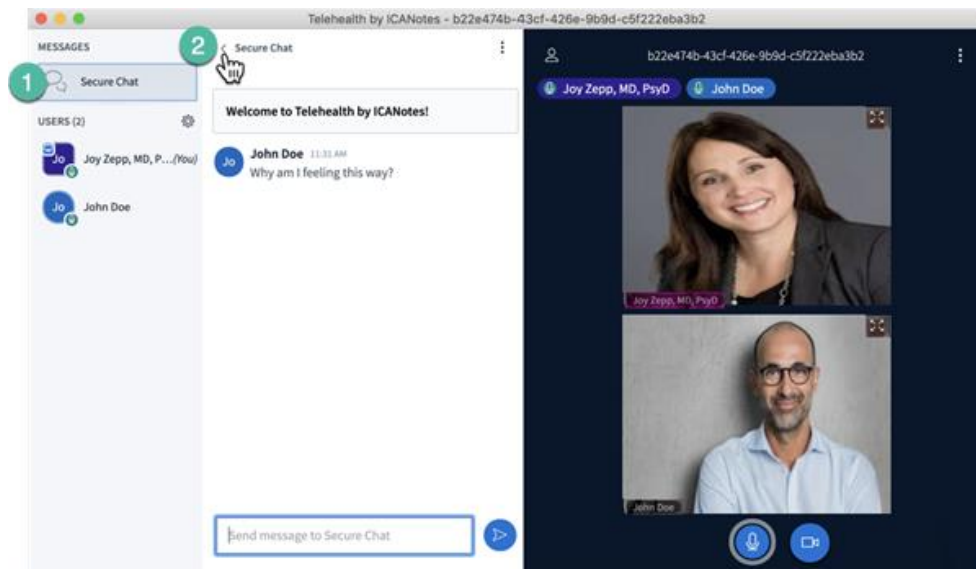 Telehealth by ICANotes - b22e474b-43cf-426e-9b9d-c5f222eba3b2
MESSAGES
1
Secure Chat
USERS (2)
Jo
Joy Zepp, MD, P...(You)
Jo
John Doe
2
Secure Chat
Welcome to Telehealth by ICANotes!
Jo
John Doe 11:31 AM
Why am I feeling this way?
Send message to Secure Chat
b22e474b-43cf-426e-9b9d-c5f222eba3b2
Joy Zepp, MD, PsyD
John Doe
Joy Zepp, MD, PsyD
John Doe